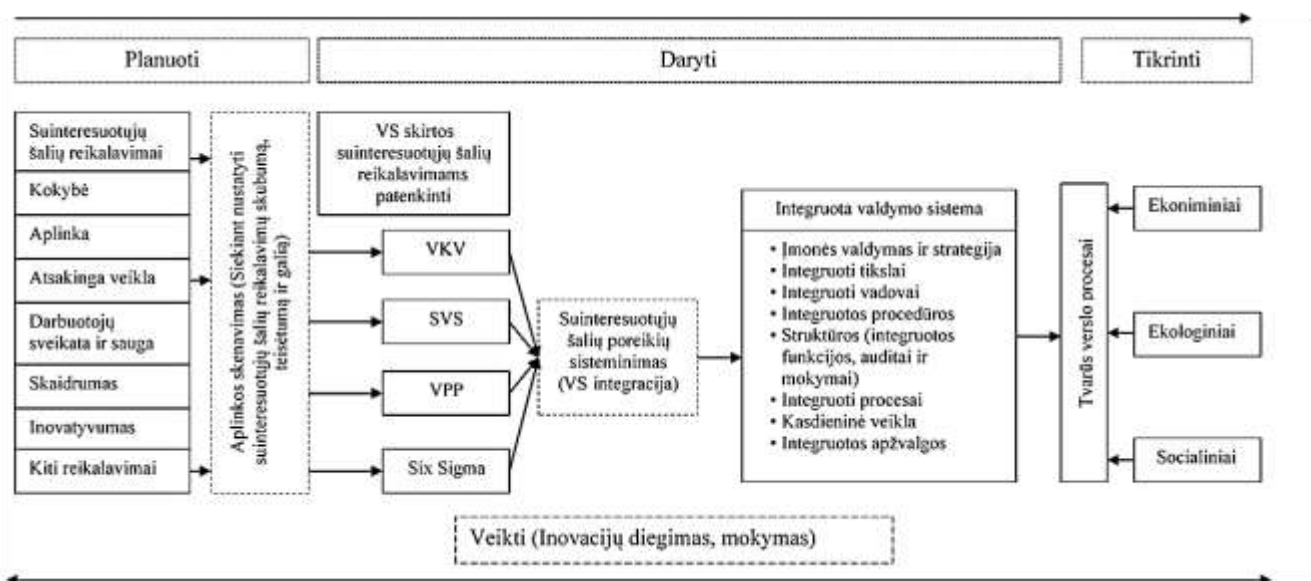 Planuoti
Daryti
Tikrinti
Suinteresuotųjų
šalių reikalavimai
Kokybė
Aplinka
Atsakinga veikla
Darbuotojų
sveikata ir sauga
Skaidrumas
Inovatyvumas
Kiti reikalavimai
Aplinkos skenavimas (Siekiant nustatyti
suinteresuotųjų šalių reikalavimų skubumą,
teisėtumą ir galią)
VS skirtos
suinteresuotųjų šalių
reikalavimams
patenkinti
VKV
SVS
VPP
Six Sigma
Suinteresuotųjų
šalių poreikių
sisteminimas
(VS integracija)
Integruota valdymo sistema
• Įmonės valdymas ir strategija
• Integruoti tikslai
• Integruoti vadovai
• Integruotos procedūros
• Struktūros (integruotos
funkcijos, auditai ir
mokymai)
• Integruoti procesai
• Kasdieninė veikla
• Integruotos apžvalgos
Tvarūs verslo procesai
Ekoniminiai
Ekologiniai
Socialiniai
Veikti (Inovacijų diegimas, mokymas)